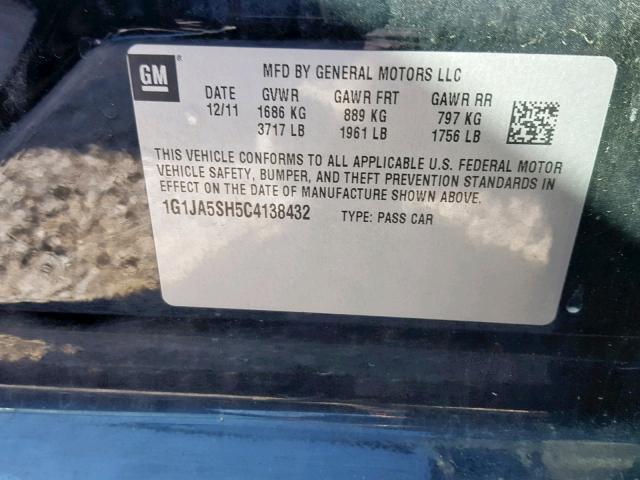 GM ® MFD BY GENERAL MOTORS LLC
DATE GVWR GAWR FRT GAWR RR
12/11 1686 KG 889 KG 797 KG
3717 LB 1961 LB 1756 LB
THIS VEHICLE CONFORMS TO ALL APPLICABLE U.S. FEDERAL MOTOR
VEHICLE SAFETY, BUMPER, AND THEFT PREVENTION STANDARDS IN
EFFECT ON THE DATE OF MANUFACTURE SHOWN ABOVE.
1G1JA5SH5C4138432 TYPE: PASS CAR